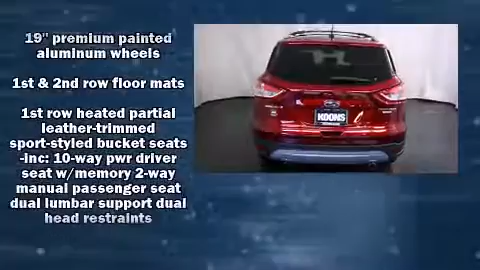 19" premium painted
aluminum wheels
1st & 2nd row floor mats
1st row heated partial
leather-trimmed
sport-styled bucket seats
-inc: 10-way pwr driver
seat w/memory 2-way
manual passenger seat
dual lumbar support dual
head restraints
KOONS